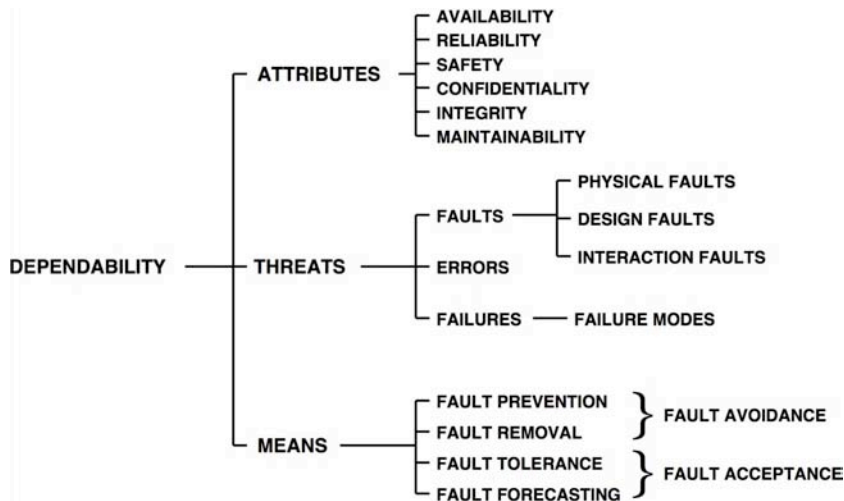 DEPENDABILITY
ATTRIBUTES
AVAILABILITY
RELIABILITY
SAFETY
CONFIDENTIALITY
INTEGRITY
MAINTAINABILITY
THREATS
FAULTS
PHYSICAL FAULTS
DESIGN FAULTS
INTERACTION FAULTS
ERRORS
FAILURES
FAILURE MODES
MEANS
FAULT PREVENTION
FAULT REMOVAL
FAULT AVOIDANCE
FAULT TOLERANCE
FAULT FORECASTING
FAULT ACCEPTANCE